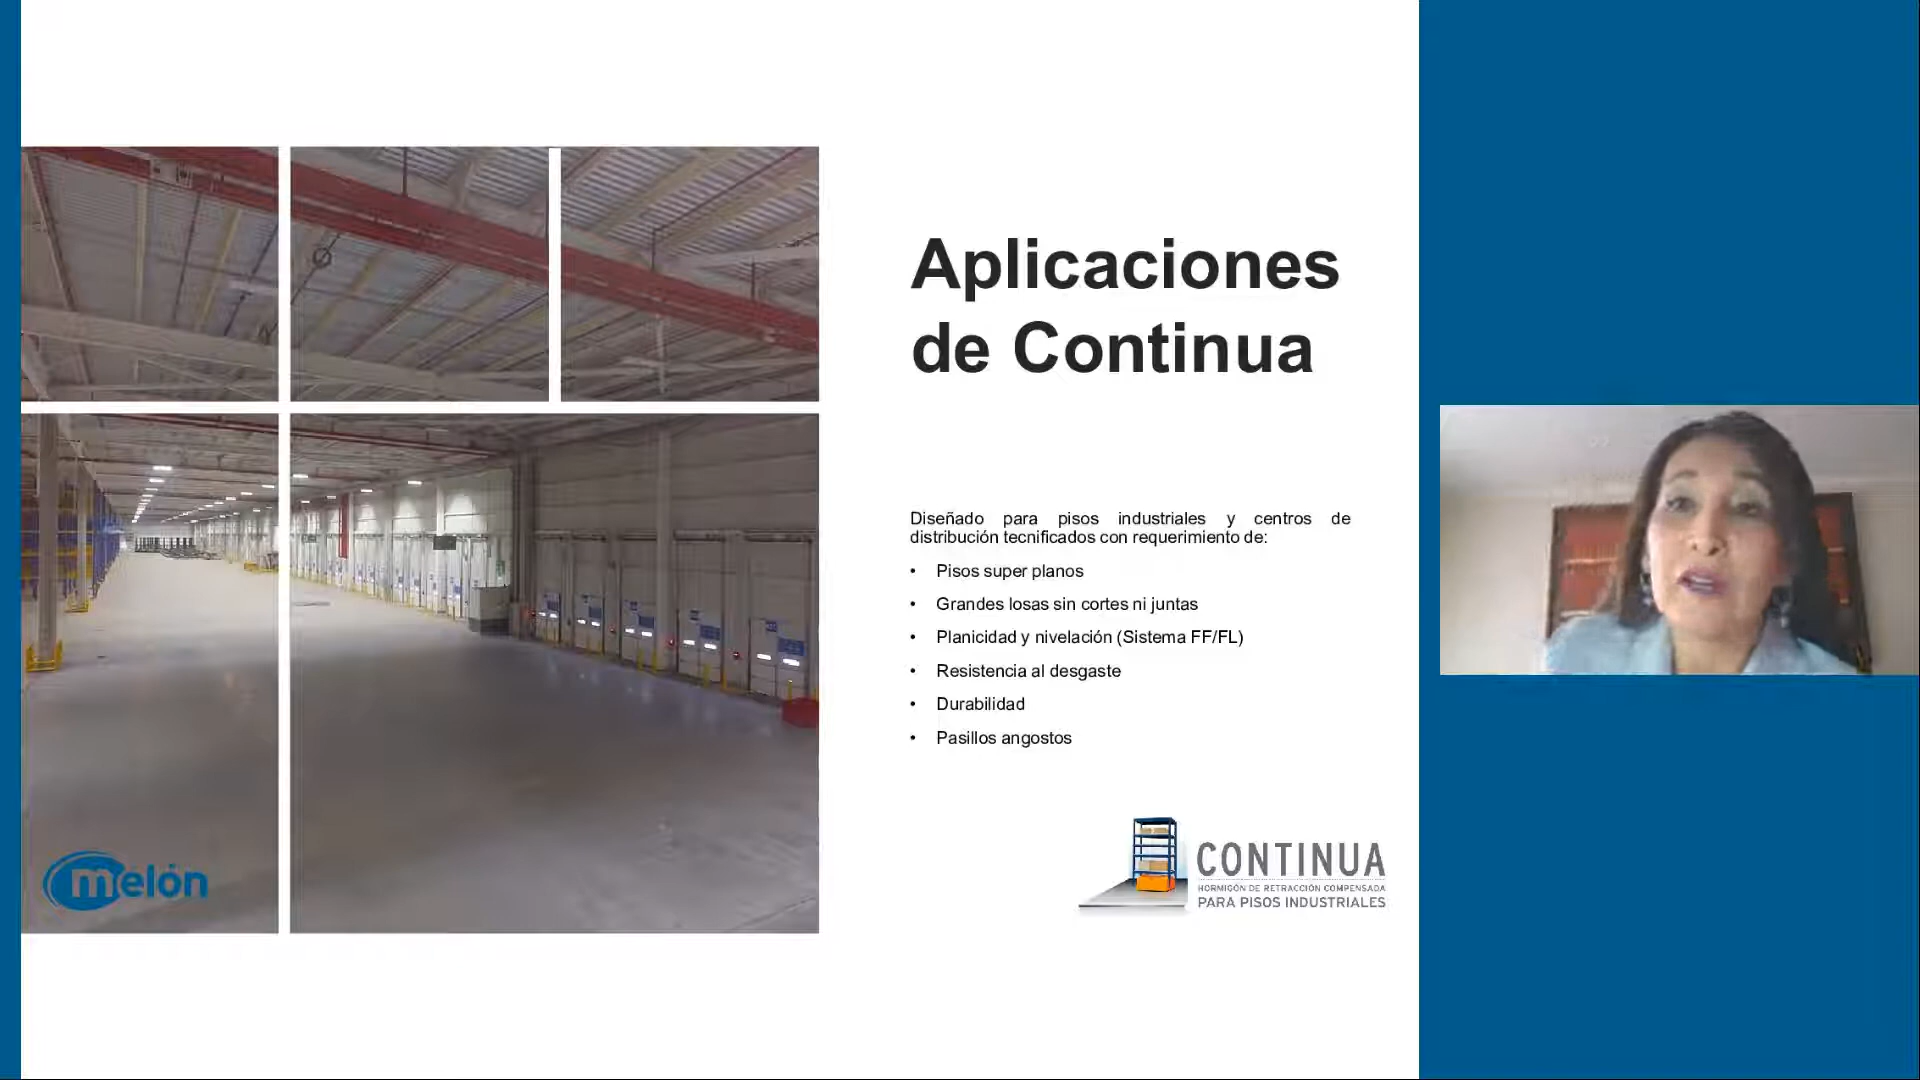 Aplicaciones
de Continua
Diseñado para pisos industriales y centros de
distribución tecnificados con requerimiento de:
• Pisos super planos
• Grandes losas sin cortes ni juntas
• Planicidad y nivelación (Sistema FF/FL)
• Resistencia al desgaste
• Durabilidad
• Pasillos angostos
melón
CONTINUA
HORMIGÓN DE RETRACCIÓN COMPENSADA
PARA PISOS INDUSTRIALES